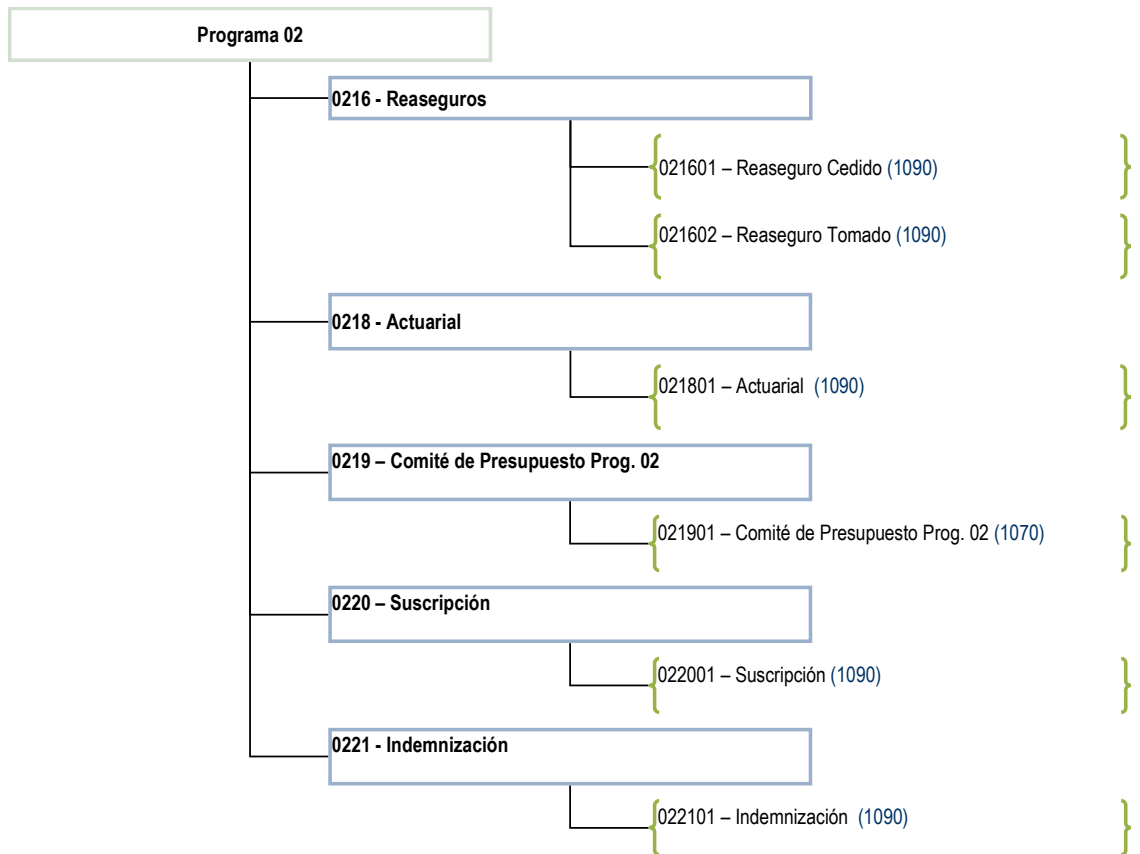 Programa 02
0216 - Reaseguros
021601 – Reaseguro Cedido (1090)
021602 – Reaseguro Tomado (1090)
0218 - Actuarial
021801 – Actuarial (1090)
0219 – Comité de Presupuesto Prog. 02
021901 – Comité de Presupuesto Prog. 02 (1070)
0220 – Suscripción
022001 – Suscripción (1090)
0221 - Indemnización
022101 – Indemnización (1090)